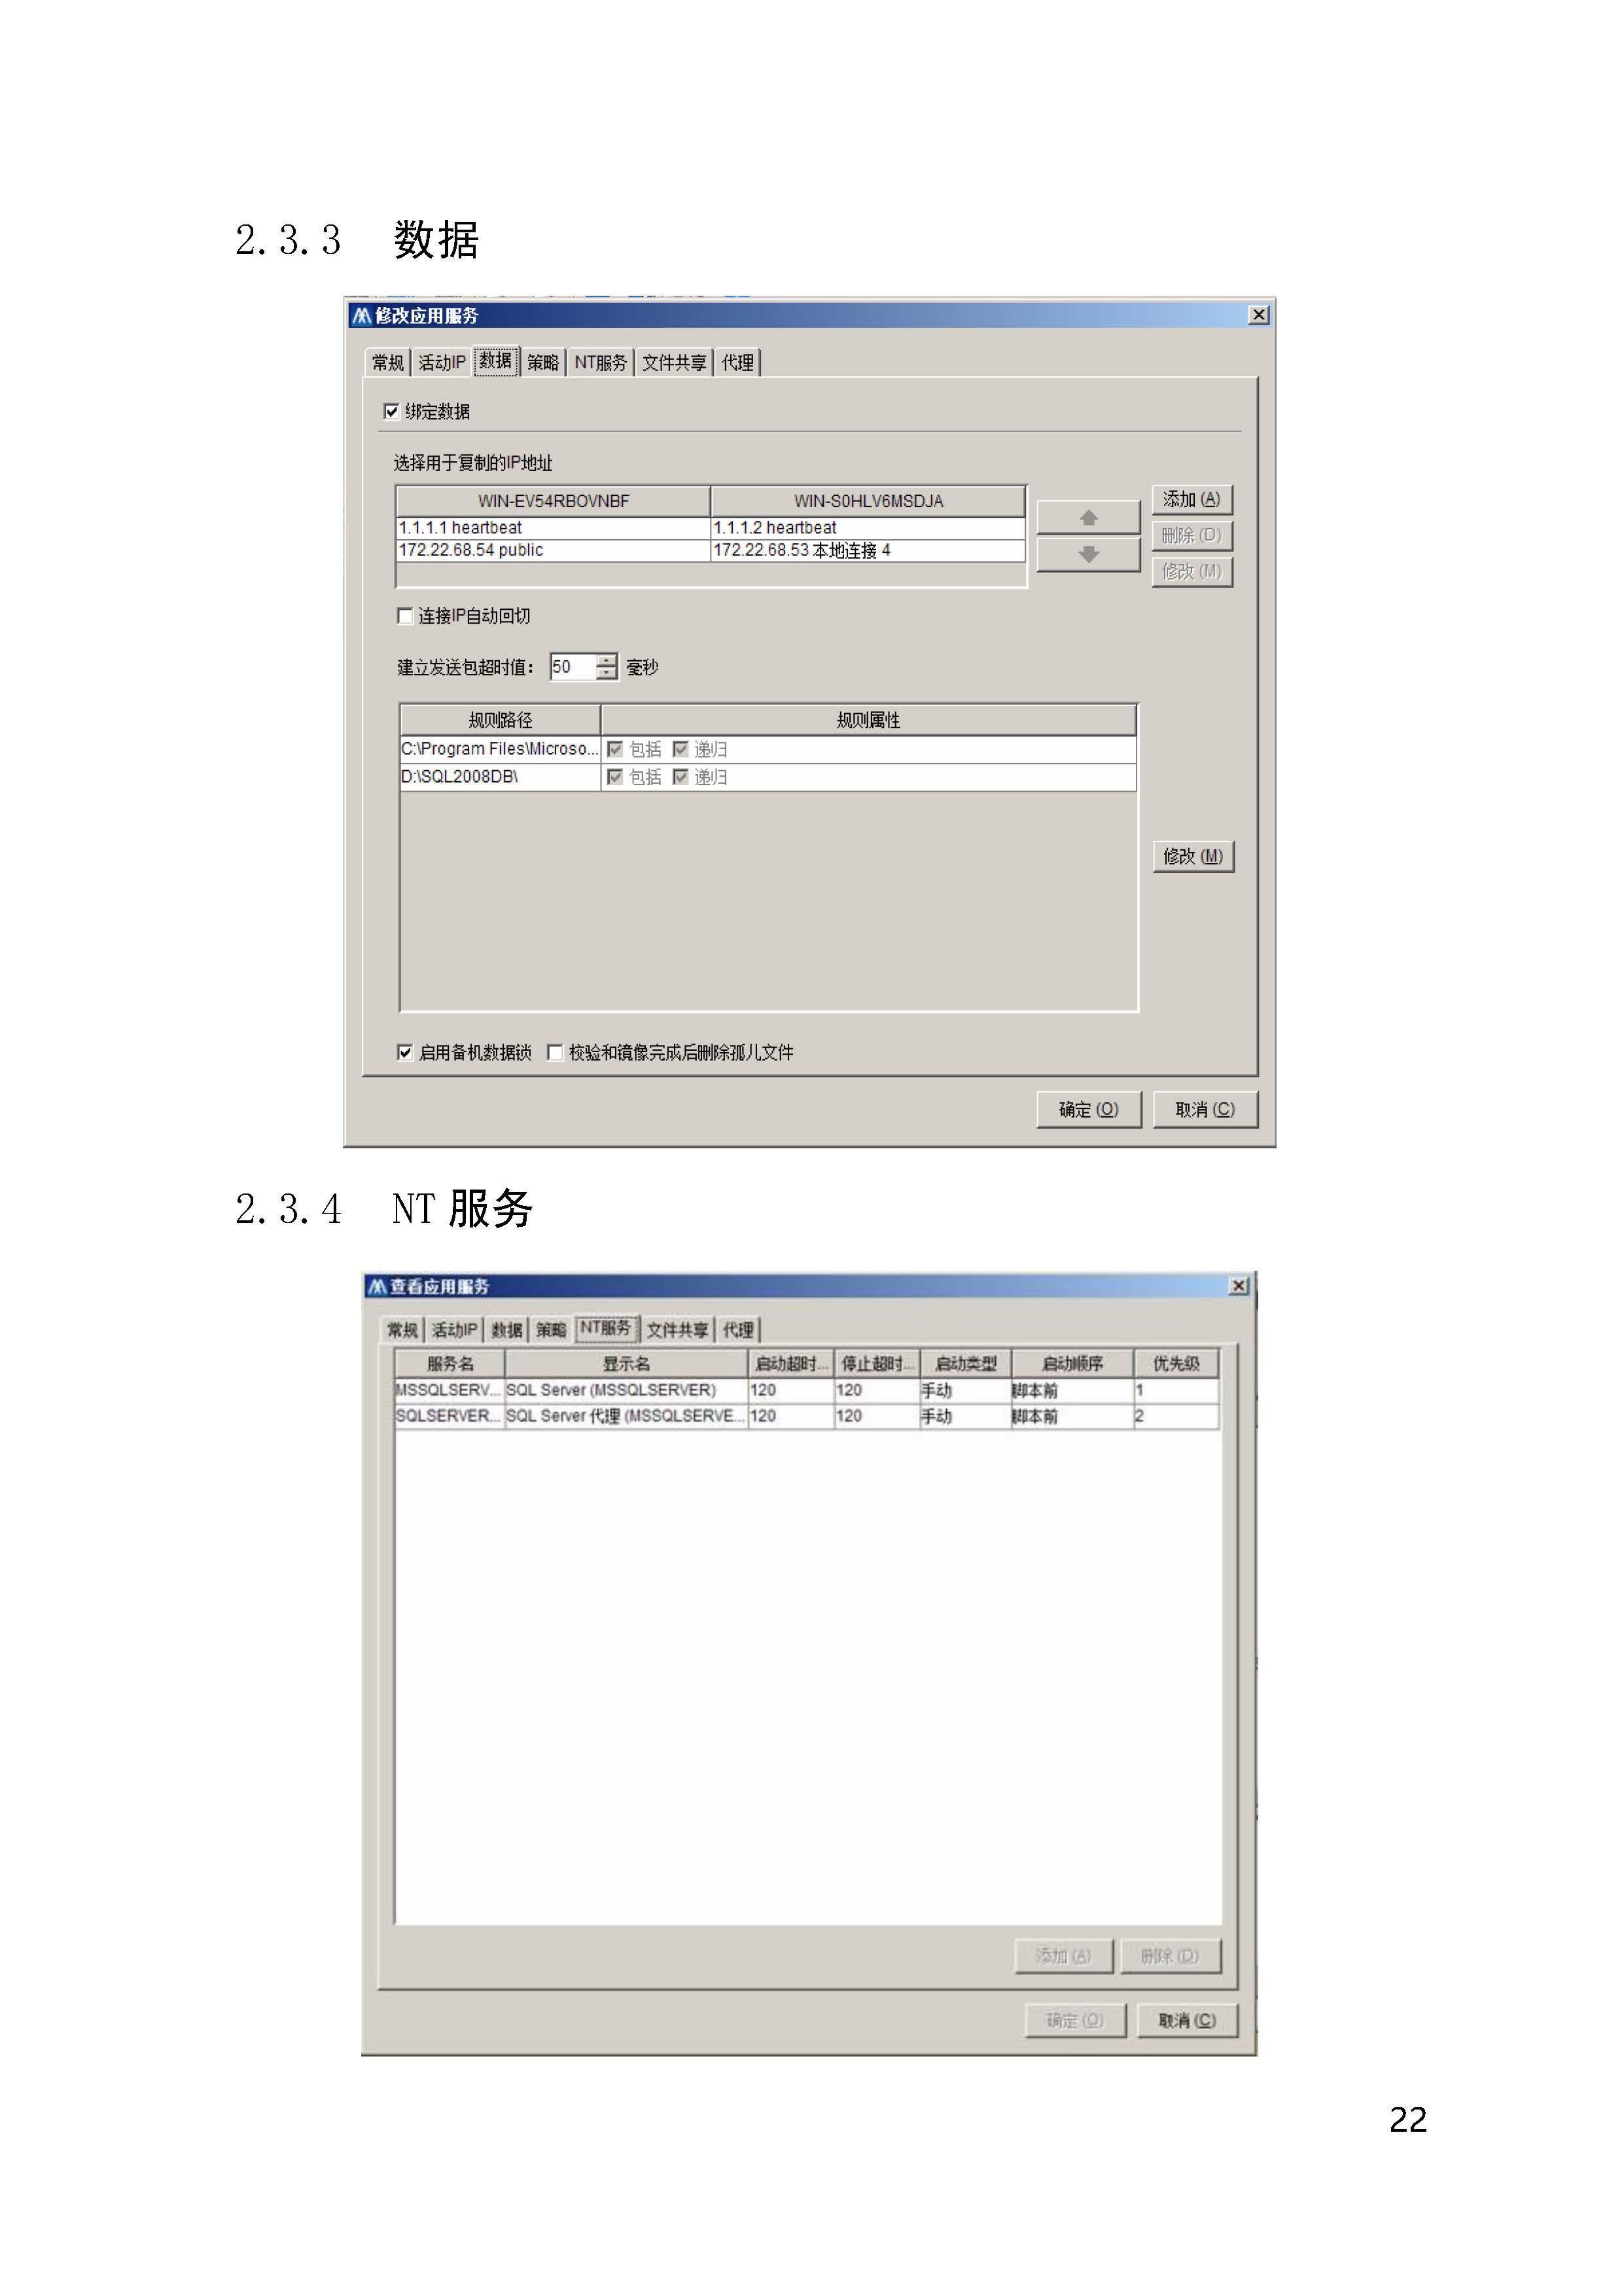 2.3.3 数据
修改应用服务
常规 活动IP 数据 策略 NT服务 文件共享 代理
绑定数据
选择用于复制的IP地址
WIN-EV54RBOVNBF WIN-S0HLV6MSDJA
1.1.1.1 heartbeat 1.1.1.2 heartbeat
172.22.68.54 public 172.22.68.53 本地连接 4
添加 (A)
删除 (D)
修改 (M)
连接IP自动回切
建立发送包超时值: 50 毫秒
规则路径 规则属性
C:\Program Files\Microso... 包括 递归
D:\SQL2008DB\ 包括 递归
修改 (M)
启用备机数据锁 校验和镜像完成后删除孤儿文件
确定 (O) 取消 (C)
2.3.4 NT 服务
查看应用服务
常规 活动IP 数据 策略 NT服务 文件共享 代理
服务名 显示名 启动超时... 停止超时... 启动类型 启动顺序 优先级
MSSQLSERV... SQL Server (MSSQLSERVER) 120 120 手动 脚本前 1
SQLSERVER... SQL Server 代理 (MSSQLSERVE... 120 120 手动 脚本前 2
添加 (A) 删除 (D)
确定 (O) 取消 (C)
22